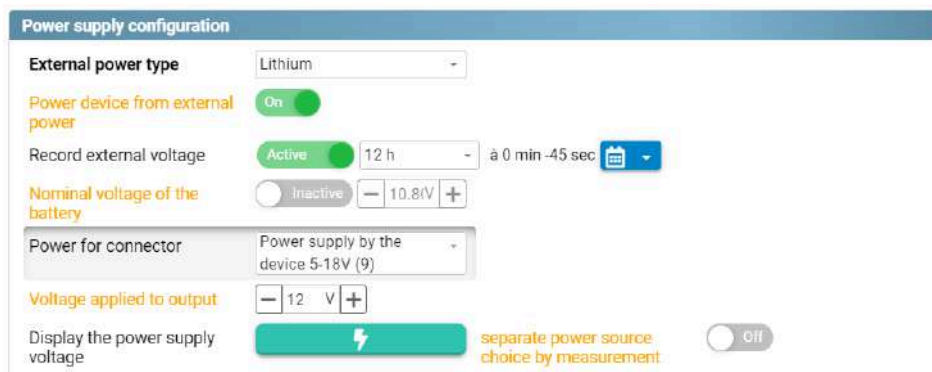 Power supply configuration
External power type Lithium
Power device from external power On
Record external voltage Active 12 h à 0 min -45 sec
Nominal voltage of the battery Inactive 10.8(V
Power for connector Power supply by the device 5-18V (9)
Voltage applied to output 12 V
Display the power supply voltage separate power source choice by measurement Off